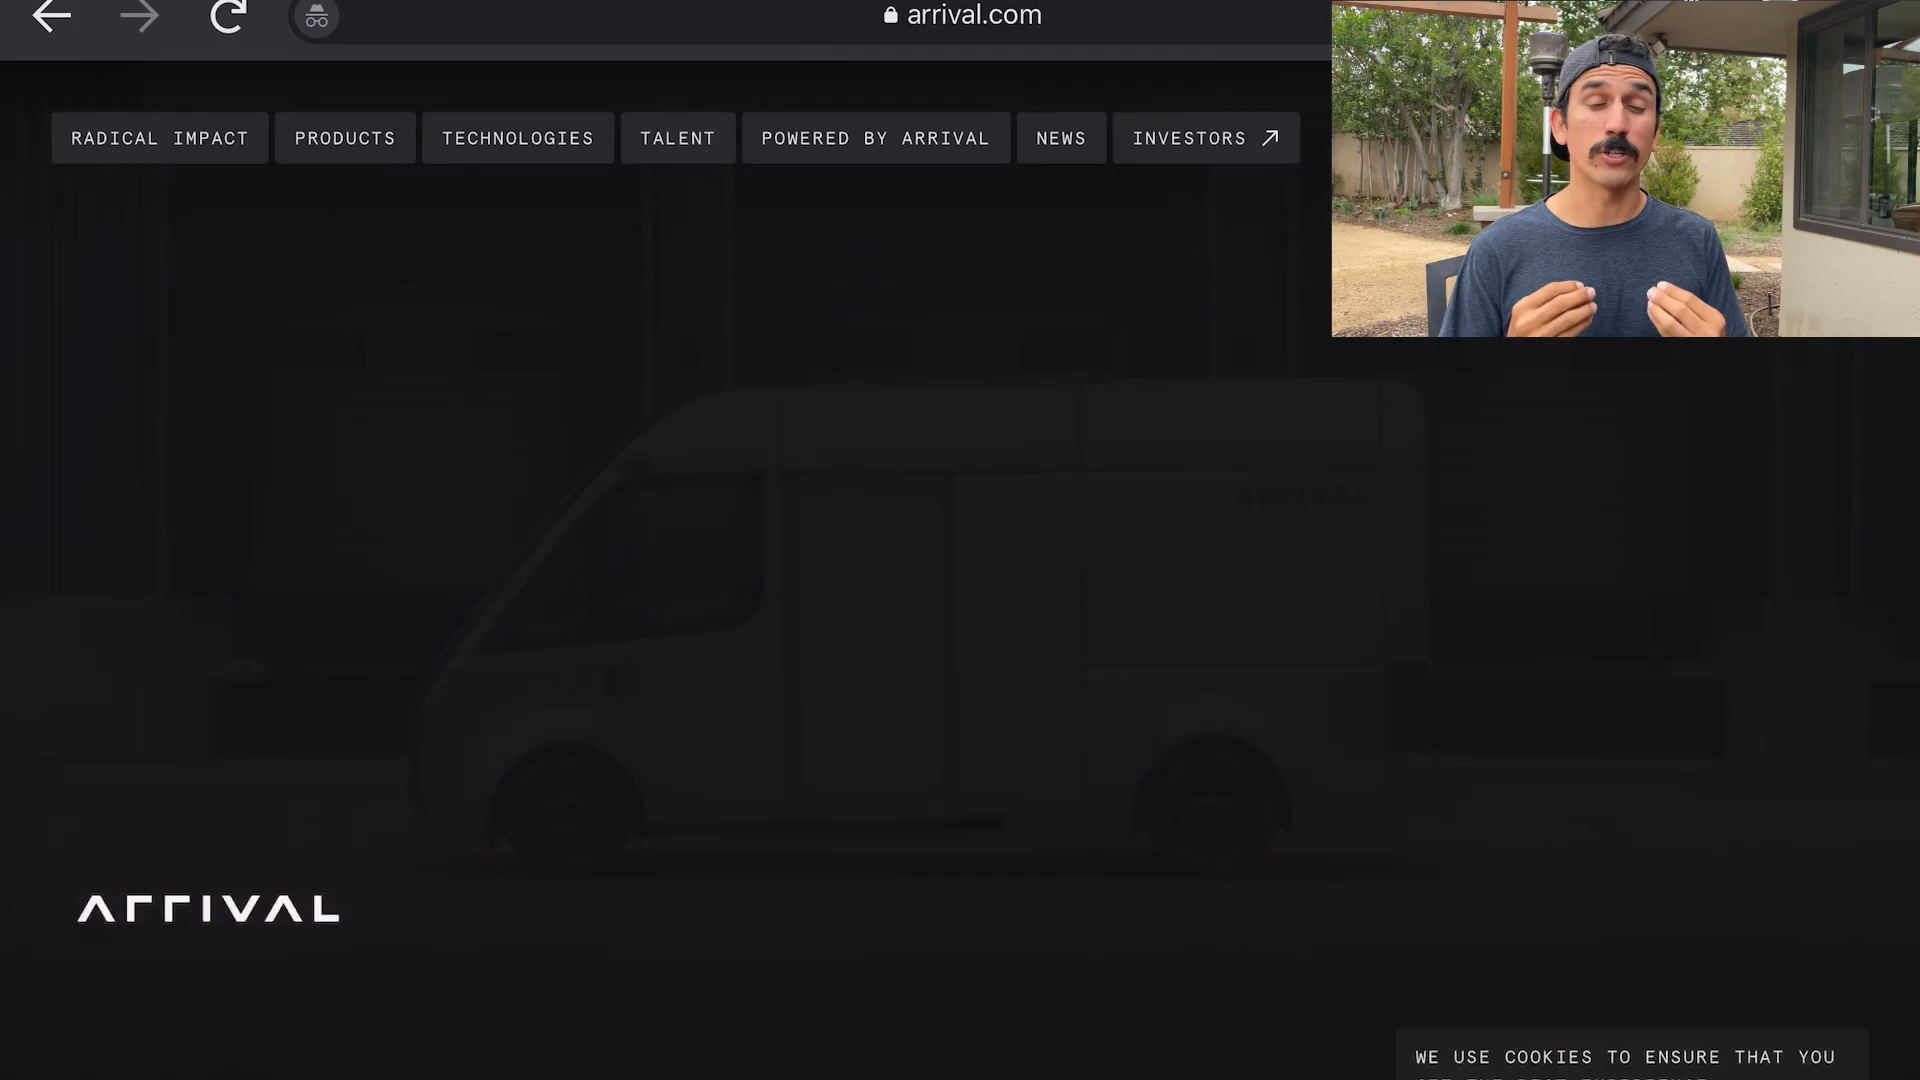 arrival.com
RADICAL IMPACT
PRODUCTS
TECHNOLOGIES
TALENT
POWERED BY ARRIVAL
NEWS
INVESTORS
ARRIVAL
ARRIVAL
WE USE COOKIES TO ENSURE THAT YOU